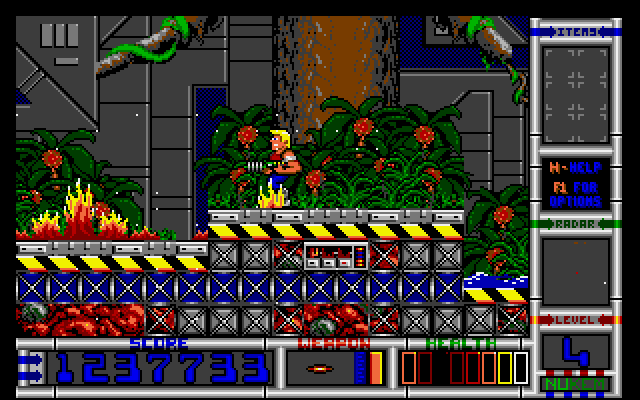 ITEMS
H-HELP
F1 FOR
OPTIONS
RADAR
LEVEL
4
NUKEM
SCORE
1237733
WEAPON
HEALTH